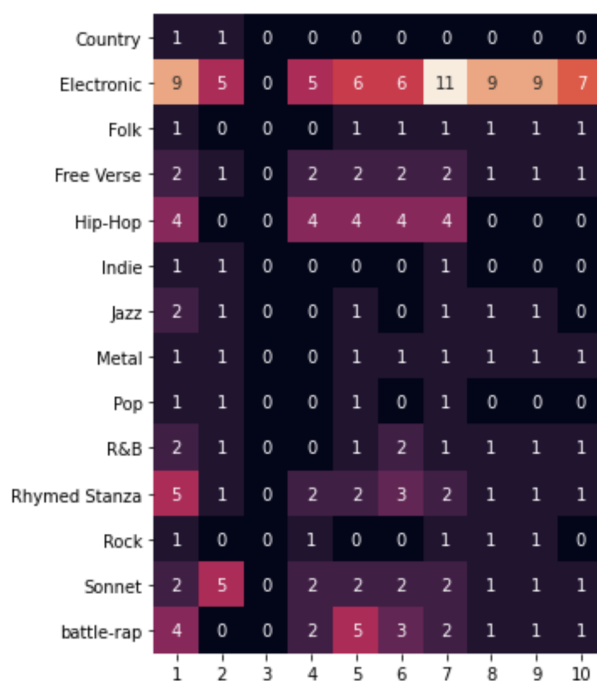 Country 1 1 0 0 0 0 0 0 0 0
Electronic 9 5 0 5 6 6 11 9 9 7
Folk 1 0 0 0 1 1 1 1 1 1
Free Verse 2 1 0 2 2 2 2 1 1 1
Hip-Hop 4 0 0 4 4 4 4 0 0 0
Indie 1 1 0 0 0 0 1 0 0 0
Jazz 2 1 0 0 1 0 1 1 1 0
Metal 1 1 0 0 1 1 1 1 1 1
Pop 1 1 0 0 1 0 1 0 0 0
R&B 2 1 0 0 1 2 1 1 1 1
Rhymed Stanza 5 1 0 2 2 3 2 1 1 1
Rock 1 0 0 1 0 0 1 1 1 0
Sonnet 2 5 0 2 2 2 2 1 1 1
battle-rap 4 0 0 2 5 3 2 1 1 1
1 2 3 4 5 6 7 8 9 10